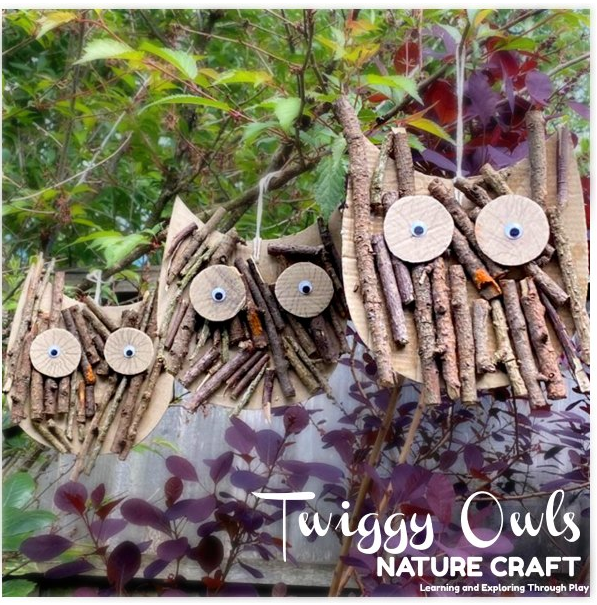 Twiggy Owls
NATURE CRAFT
Learning and Exploring Through Play